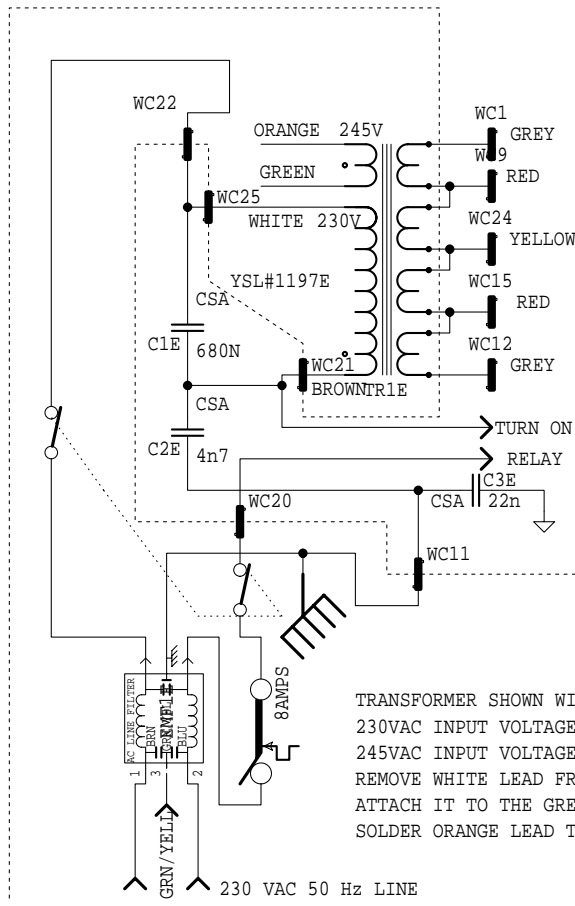 WC22
WC1
ORANGE 245V
GREY
GREEN
RED
WC25
WHITE 230V
WC24
YELLOW
YSL#1197E
WC15
CSA
RED
C1E
680N
WC21
WC12
BROWN
TR1E
GREY
CSA
TURN ON
C2E
4n7
RELAY
WC20
C3E
CSA
22n
WC11
8AMPS
AC LINE FILTER
BRN
BLU
1
3
2
GRN/YELL
230 VAC 50 Hz LINE
TRANSFORMER SHOWN WI
230VAC INPUT VOLTAGE
245VAC INPUT VOLTAGE
REMOVE WHITE LEAD FR
ATTACH IT TO THE GRE
SOLDER ORANGE LEAD T